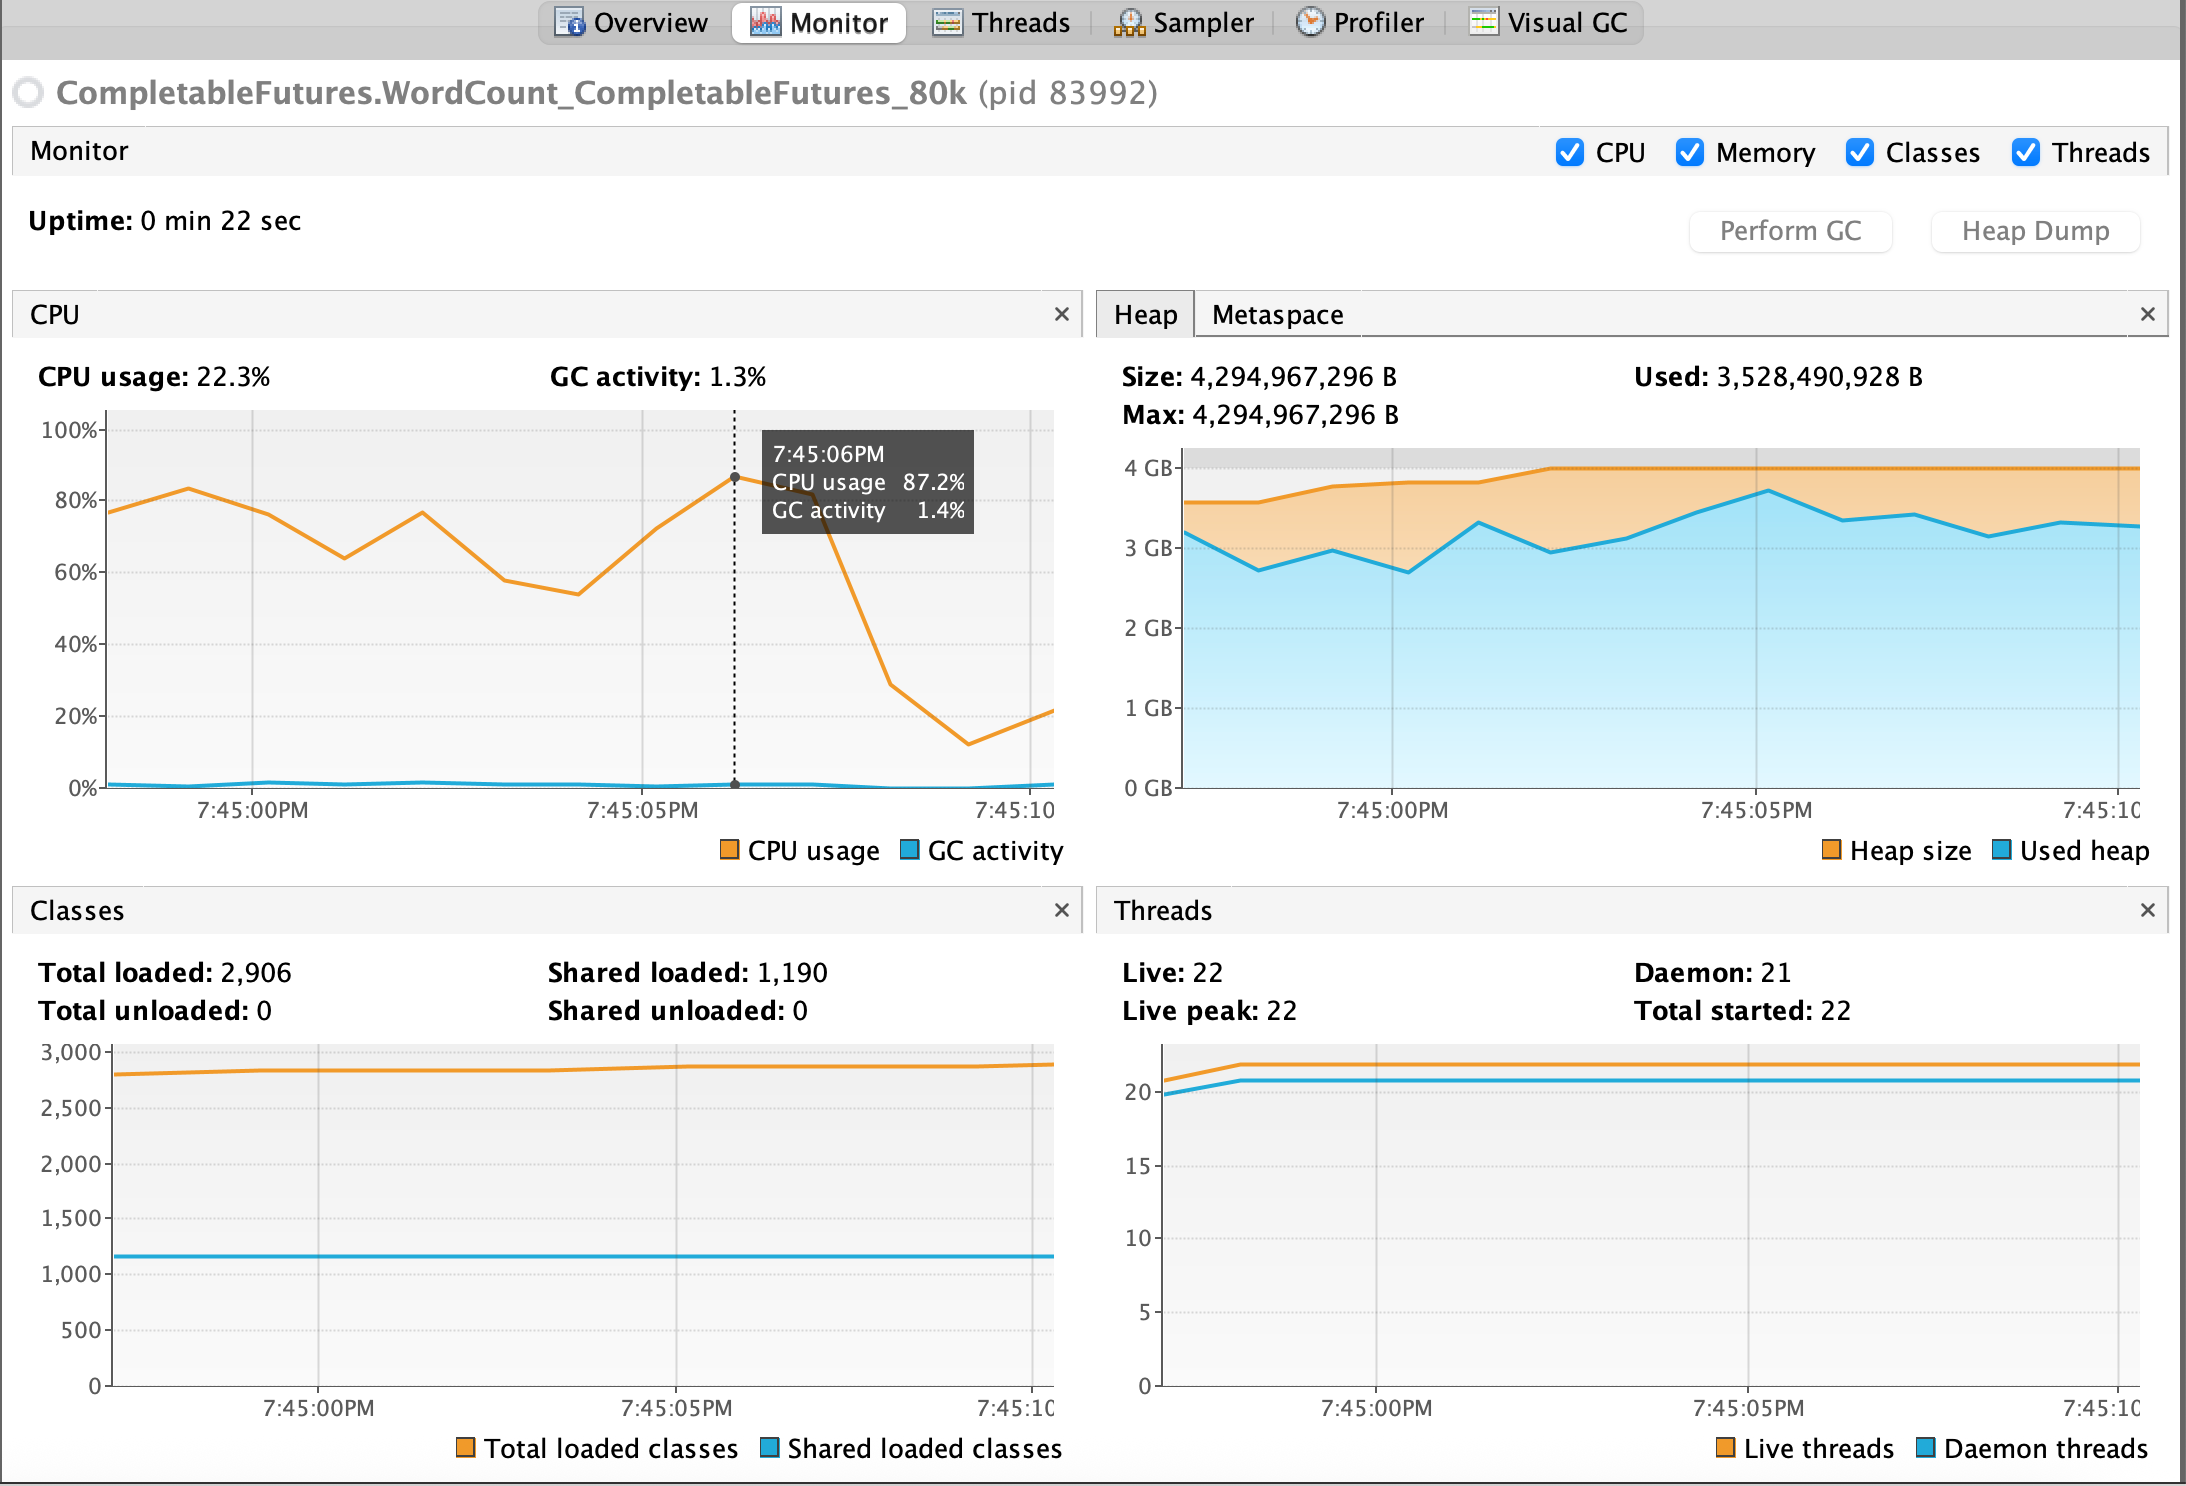 Overview Monitor Threads Sampler Profiler Visual GC
CompletableFutures.WordCount_CompletableFutures_80k (pid 83992)
Monitor
CPU Memory Classes Threads
Uptime: 0 min 22 sec
Perform GC Heap Dump
CPU
CPU usage: 22.3% GC activity: 1.3%
100%
80%
60%
40%
20%
0%
7:45:06PM
CPU usage 87.2%
GC activity 1.4%
7:45:00PM 7:45:05PM 7:45:10
CPU usage GC activity
Heap Metaspace
Size: 4,294,967,296 B Used: 3,528,490,928 B
Max: 4,294,967,296 B
4 GB
3 GB
2 GB
1 GB
0 GB
7:45:00PM 7:45:05PM 7:45:10
Heap size Used heap
Classes
Total loaded: 2,906 Shared loaded: 1,190
Total unloaded: 0 Shared unloaded: 0
3,000
2,500
2,000
1,500
1,000
500
0
7:45:00PM 7:45:05PM 7:45:10
Total loaded classes Shared loaded classes
Threads
Live: 22 Daemon: 21
Live peak: 22 Total started: 22
20
15
10
5
0
7:45:00PM 7:45:05PM 7:45:10
Live threads Daemon threads